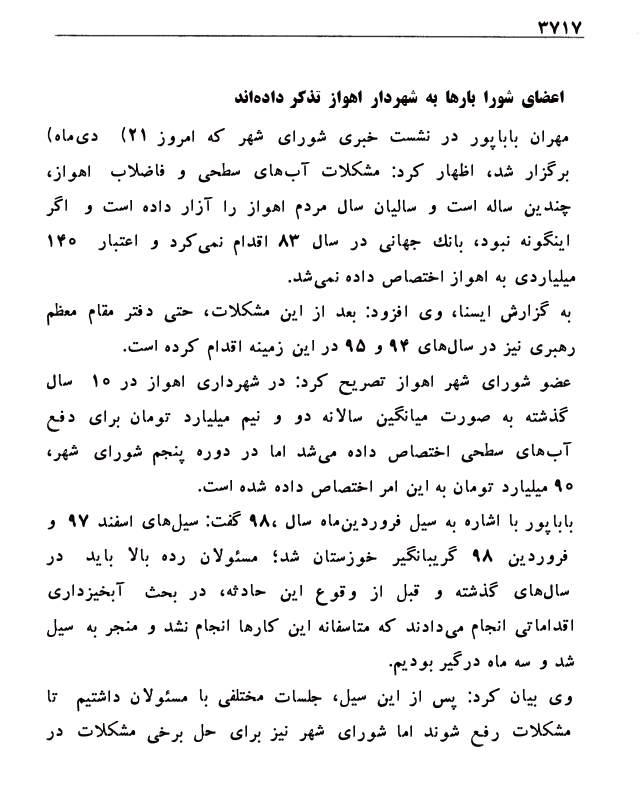 ۳۷۱۷
اعضای شورا بارها به شهردار اهواز تذکر داده‌اند
مهران باباپور در نشست خبری شورای شهر که امروز ۲۱) دی‌ماه)
برگزار شد، اظهار کرد: مشکلات آب‌های سطحی و فاضلاب اهواز،
چندین ساله است و سالیان سال مردم اهواز را آزار داده است و اگر
اینگونه نبود، بانك جهانی در سال ۸۳ اقدام نمی‌کرد و اعتبار ۱۴۰
میلیاردی به اهواز اختصاص داده نمی‌شد.
به گزارش ایسنا، وی افزود: بعد از این مشکلات، حتی دفتر مقام معظم
رهبری نیز در سال‌های ۹۴ و ۹۵ در این زمینه اقدام کرده است.
عضو شورای شهر اهواز تصریح کرد: در شهرداری اهواز در ۱۰ سال
گذشته به صورت میانگین سالانه دو و نیم میلیارد تومان برای دفع
آب‌های سطحی اختصاص داده می‌شد اما در دوره پنجم شورای شهر،
۹۰ میلیارد تومان به این امر اختصاص داده شده است.
باباپور با اشاره به سیل فروردین‌ماه سال ،۹۸ گفت: سیل‌های اسفند ۹۷ و
فروردین ۹۸ گریبانگیر خوزستان شد؛ مسئولان رده بالا باید در
سال‌های گذشته و قبل از وقوع این حادثه، در بحث آبخیزداری
اقداماتی انجام می‌دادند که متاسفانه این کارها انجام نشد و منجر به سیل
شد و سه ماه درگیر بودیم.
وی بیان کرد: پس از این سیل، جلسات مختلفی با مسئولان داشتیم تا
مشکلات رفع شوند اما شورای شهر نیز برای حل برخی مشکلات در